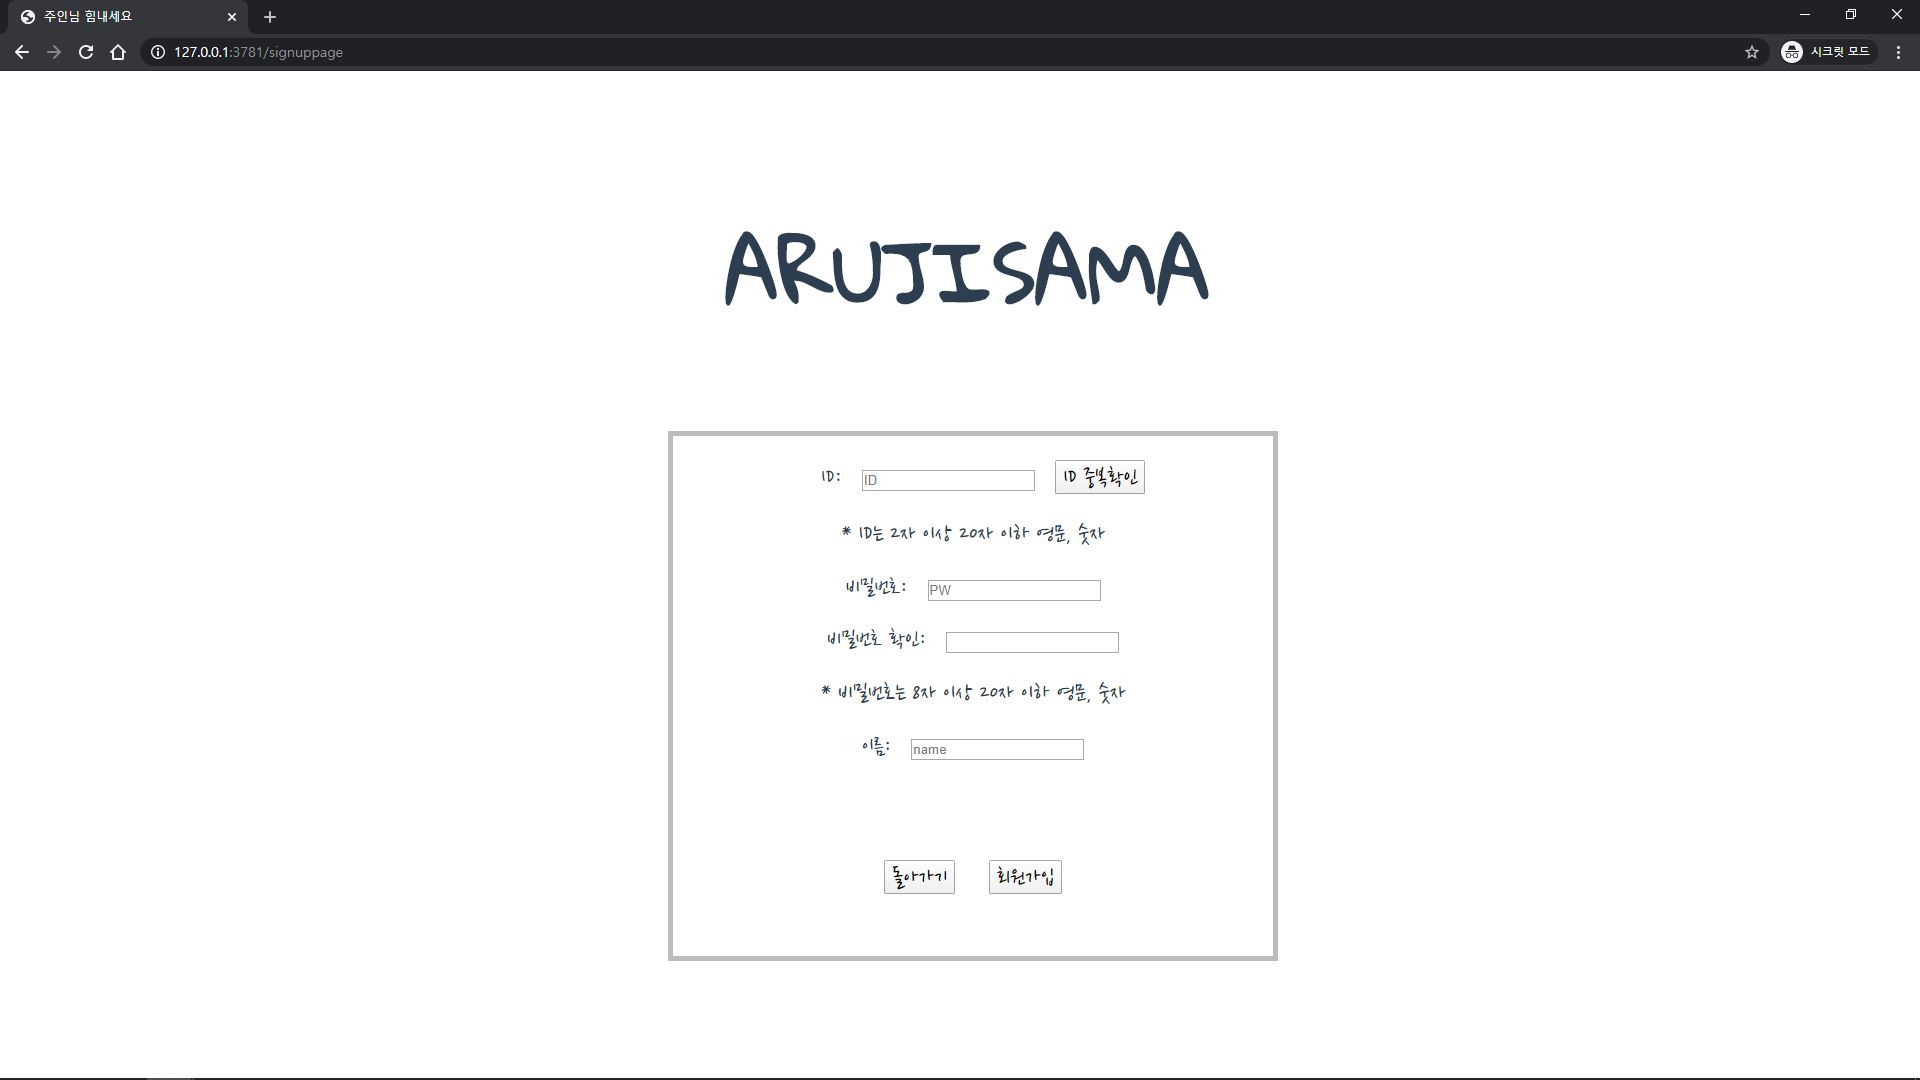 주인님 힘내세요
127.0.0.1:3781/signuppage
시크릿 모드
ARUJISAMA
ID: ID ID 중복확인
* ID는 2자 이상 20자 이하 영문, 숫자
비밀번호: PW
비밀번호 확인:
* 비밀번호는 8자 이상 20자 이하 영문, 숫자
이름: name
돌아가기 회원가입